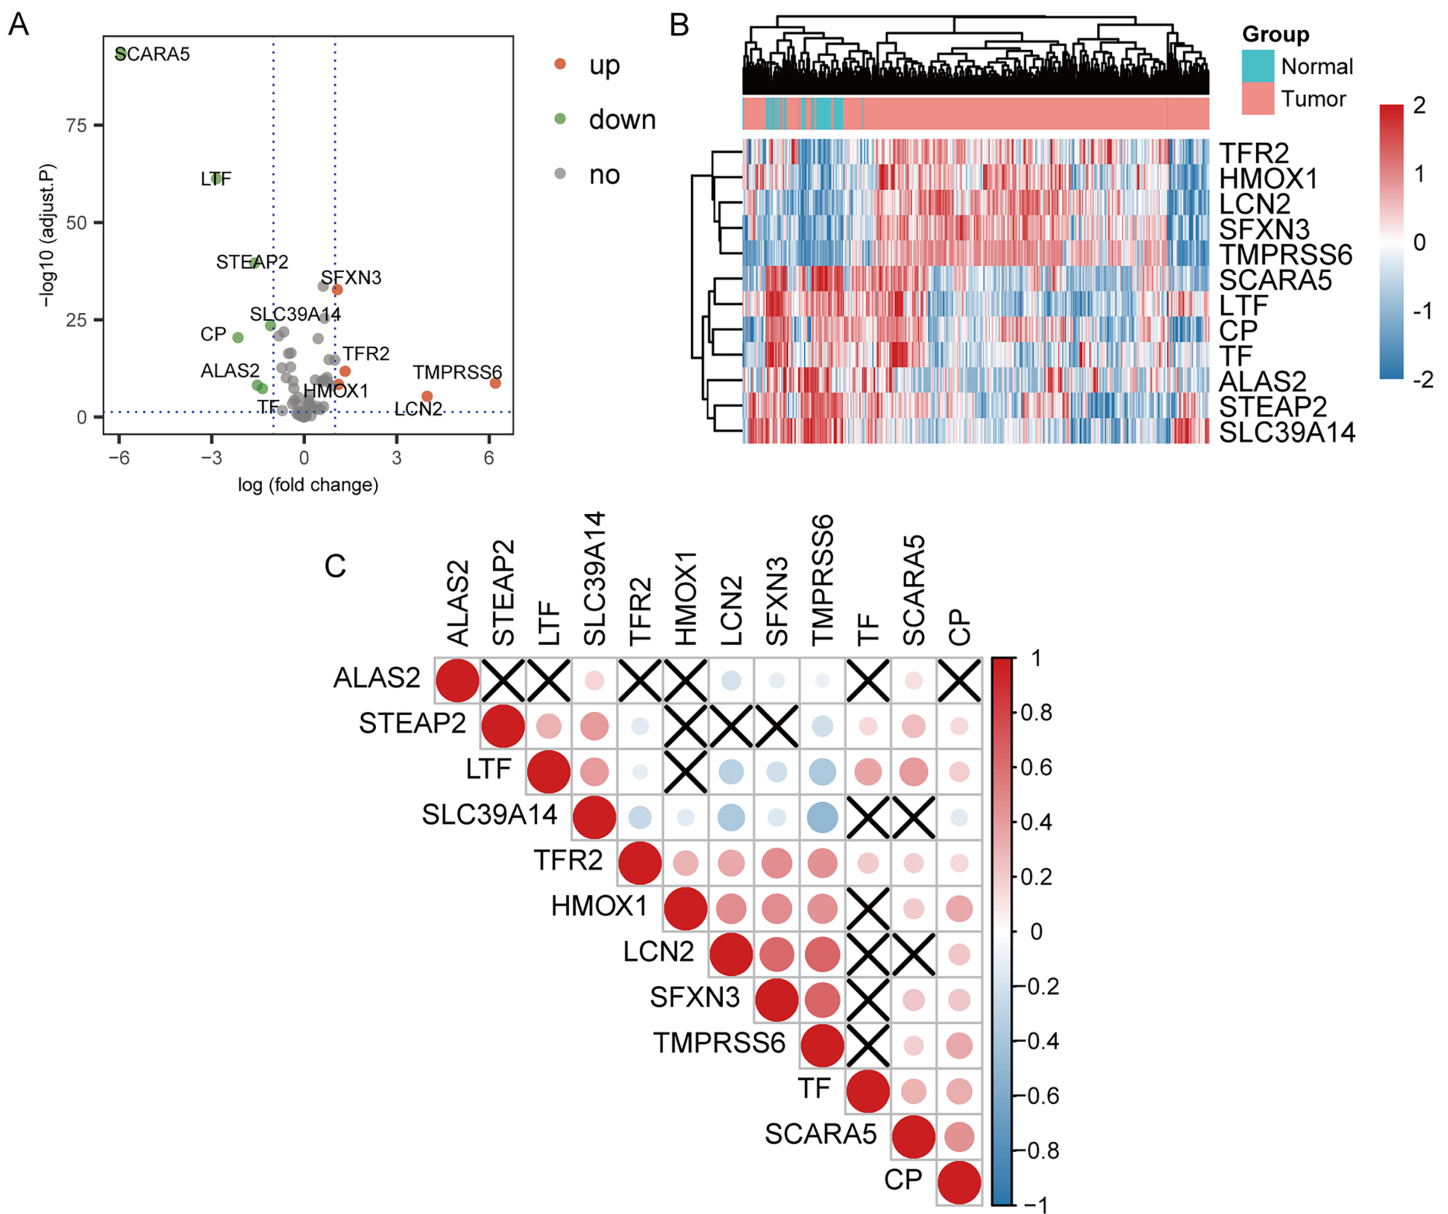 A
SCARA5
LTF
STEAP2
SFXN3
SLC39A14
CP
TFR2
ALAS2
TMPRSS6
HMOX1
TF
LCN2
75
50
25
0
−6
−3
0
3
6
−log10 (adjust.P)
log (fold change)
up
down
no
B
Group
Normal
Tumor
2
1
0
-1
−2
TFR2
HMOX1
LCN2
SFXN3
TMPRSS6
SCARA5
LTF
CP
TF
ALAS2
STEAP2
SLC39A14
C
ALAS2
STEAP2
LTF
SLC39A14
TFR2
HMOX1
LCN2
SFXN3
TMPRSS6
TF
SCARA5
CP
ALAS2
STEAP2
LTF
SLC39A14
TFR2
HMOX1
LCN2
SFXN3
TMPRSS6
TF
SCARA5
CP
1
0.8
0.6
0.4
0.2
0
−0.2
−0.4
−0.6
−0.8
−1